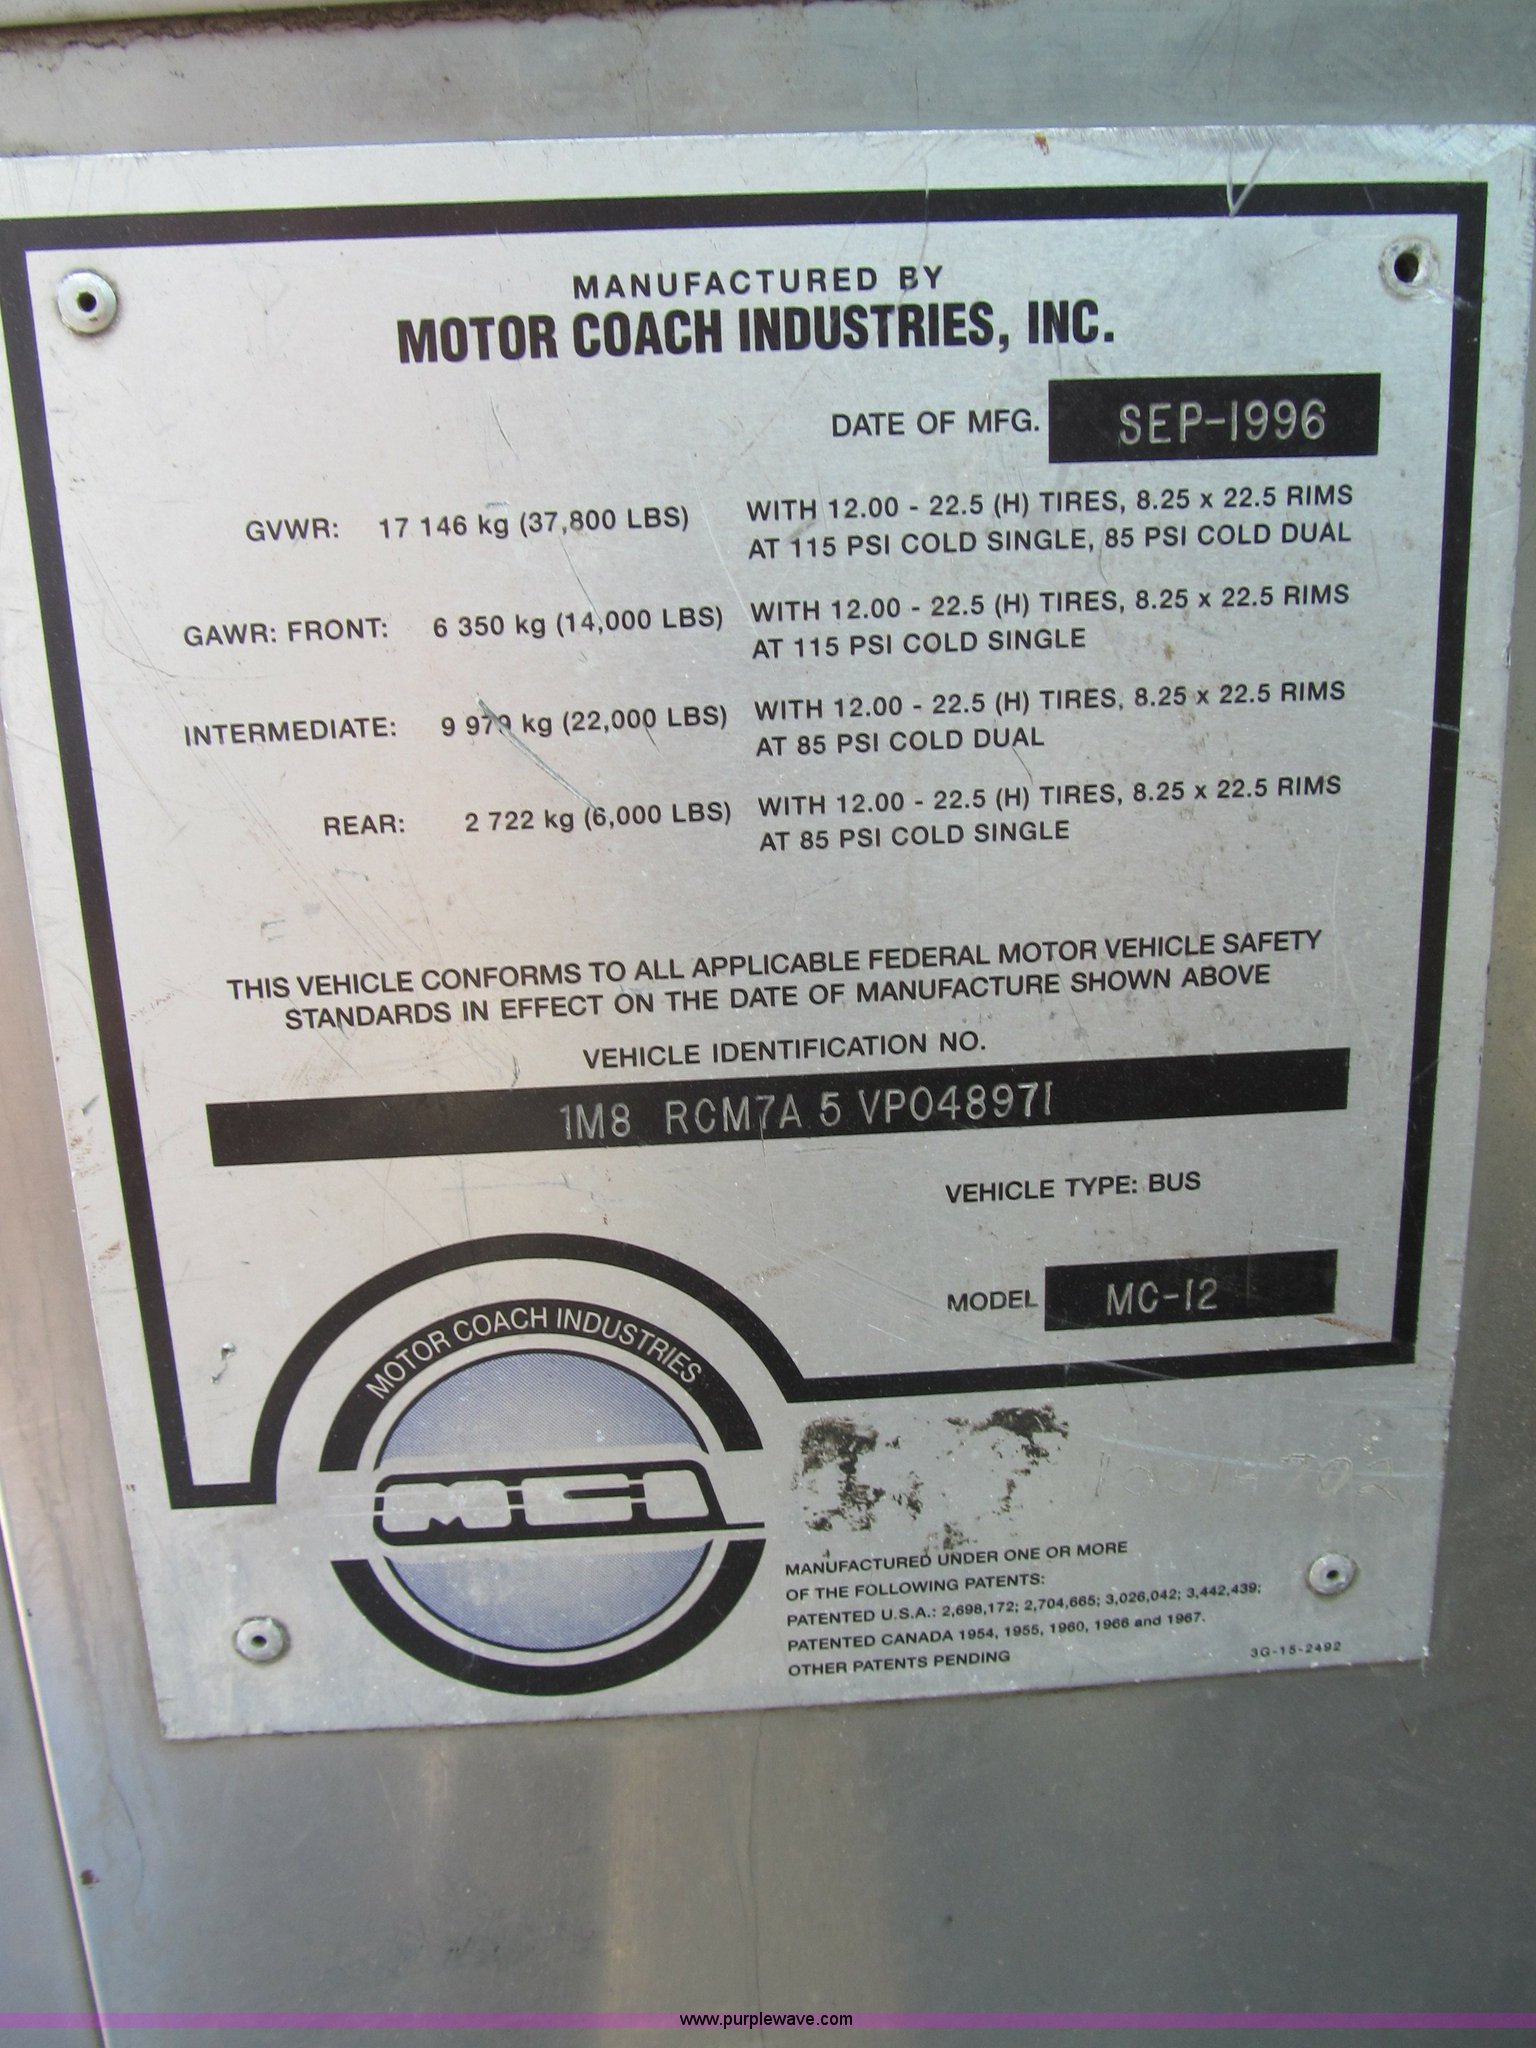 MANUFACTURED BY
MOTOR COACH INDUSTRIES, INC.
DATE OF MFG. SEP-1996
GVWR: 17 146 kg (37,800 LBS) WITH 12.00 - 22.5 (H) TIRES, 8.25 x 22.5 RIMS
AT 115 PSI COLD SINGLE, 85 PSI COLD DUAL
GAWR: FRONT: 6 350 kg (14,000 LBS) WITH 12.00 - 22.5 (H) TIRES, 8.25 x 22.5 RIMS
AT 115 PSI COLD SINGLE
INTERMEDIATE: 9 979 kg (22,000 LBS) WITH 12.00 - 22.5 (H) TIRES, 8.25 x 22.5 RIMS
AT 85 PSI COLD DUAL
REAR: 2 722 kg (6,000 LBS) WITH 12.00 - 22.5 (H) TIRES, 8.25 x 22.5 RIMS
AT 85 PSI COLD SINGLE
THIS VEHICLE CONFORMS TO ALL APPLICABLE FEDERAL MOTOR VEHICLE SAFETY
STANDARDS IN EFFECT ON THE DATE OF MANUFACTURE SHOWN ABOVE
VEHICLE IDENTIFICATION NO.
1M8 RCM7A 5 VP048971
VEHICLE TYPE: BUS
MODEL MC-12
MOTOR COACH INDUSTRIES
MCI
MANUFACTURED UNDER ONE OR MORE
OF THE FOLLOWING PATENTS:
PATENTED U.S.A.: 2,698,172; 2,704,665; 3,026,042; 3,442,439;
PATENTED CANADA 1954, 1955, 1960, 1966 and 1967.
OTHER PATENTS PENDING
3G-15-2492
www.purplewave.com